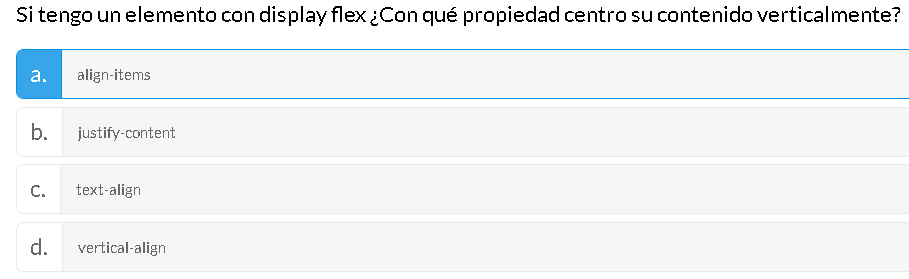 Si tengo un elemento con display flex ¿Con qué propiedad centro su contenido verticalmente?
a. align-items
b. justify-content
c. text-align
d. vertical-align